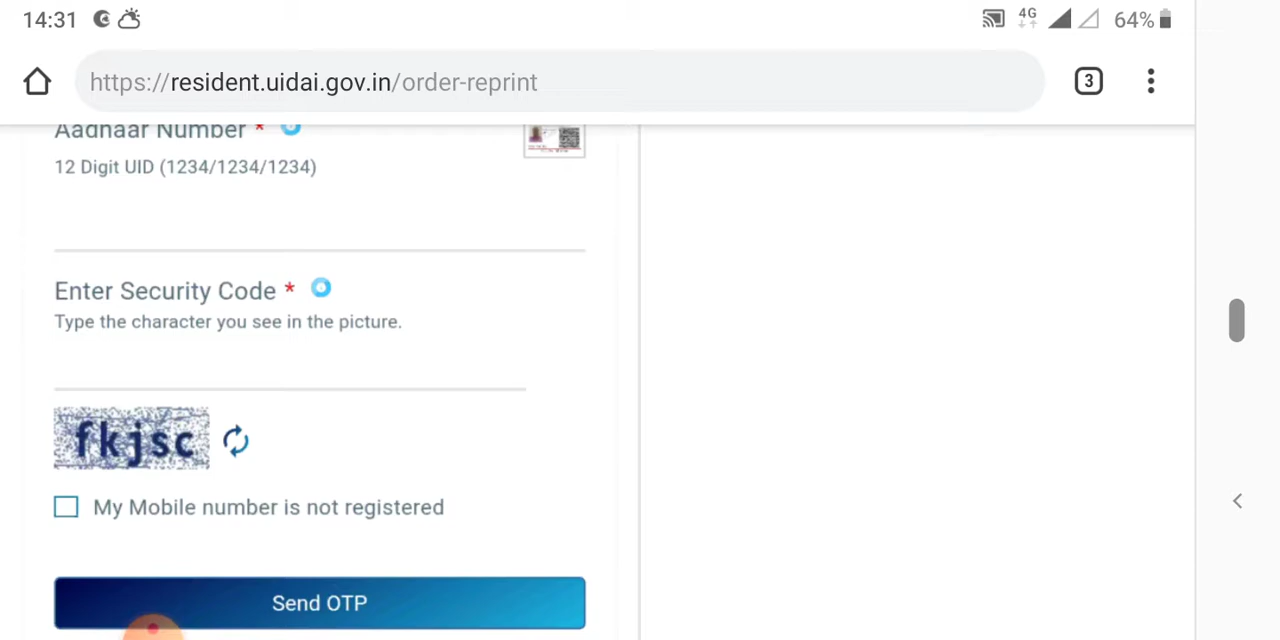 14:31
4G
64%
https://resident.uidai.gov.in/order-reprint
3
Aadhaar Number *
12 Digit UID (1234/1234/1234)
Enter Security Code *
Type the character you see in the picture.
fkjsc
My Mobile number is not registered
Send OTP